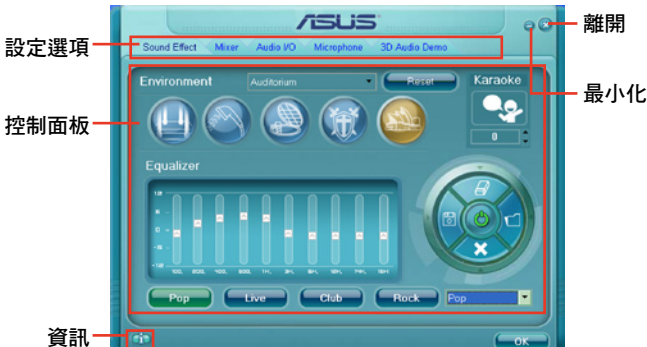 ASUS
離開
設定選項
Sound Effect Mixer Audio I/O Microphone 3D Audio Demo
最小化
Environment Auditorium Reset Karaoke
控制面板
0
Equalizer
Pop Live Club Rock Pop
資訊
OK